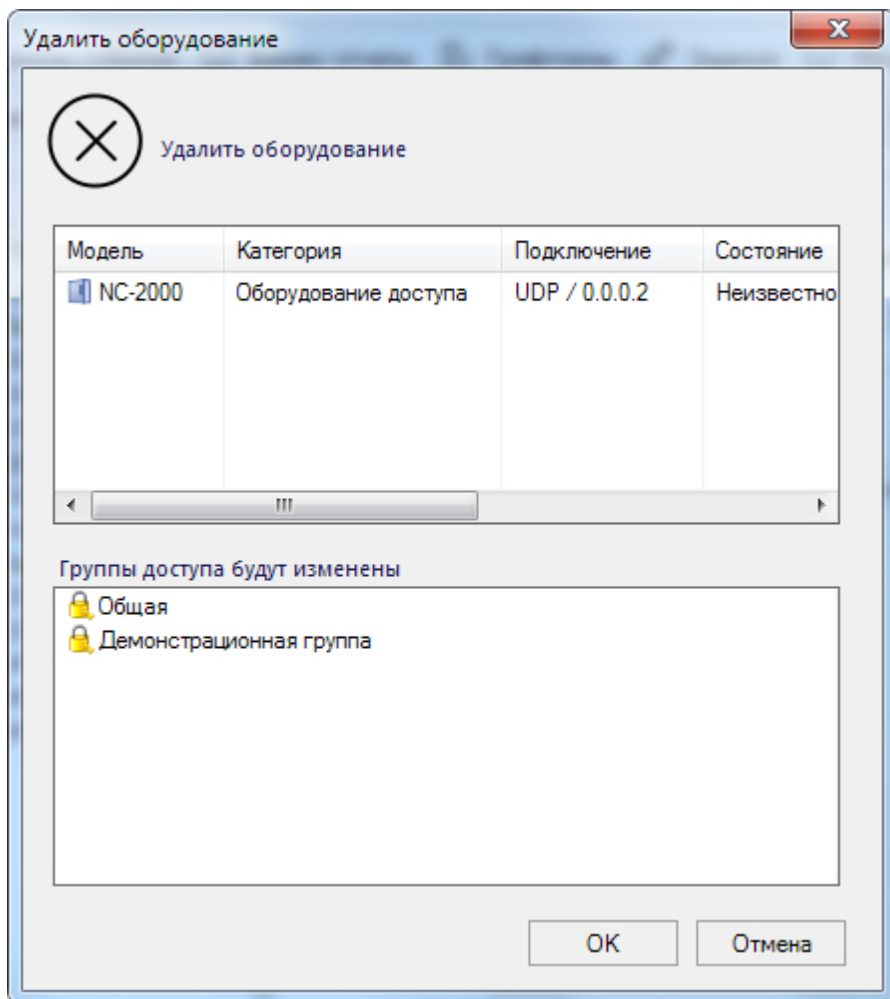 Удалить оборудование
Удалить оборудование
Модель Категория Подключение Состояние
NC-2000 Оборудование доступа UDP / 0.0.0.2 Неизвестно
Группы доступа будут изменены
Общая
Демонстрационная группа
OK Отмена